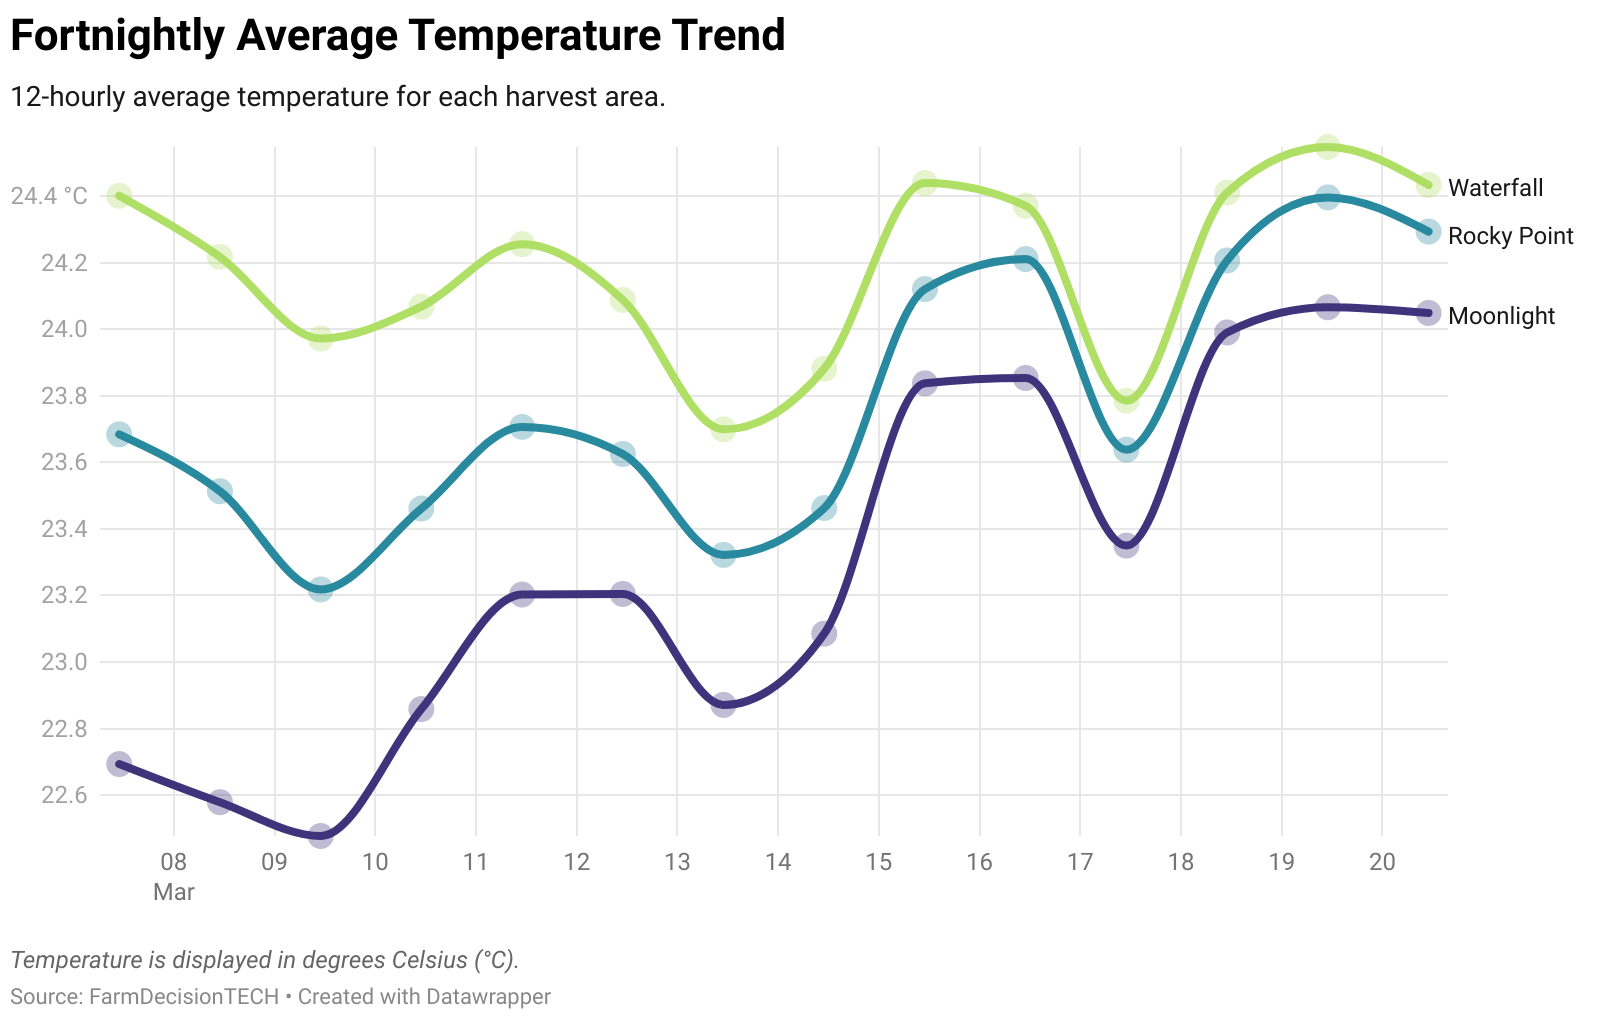 Fortnightly Average Temperature Trend
12-hourly average temperature for each harvest area.
24.4 °C
24.2
24.0
23.8
23.6
23.4
23.2
23.0
22.8
22.6
Waterfall
Rocky Point
Moonlight
08 09 10 11 12 13 14 15 16 17 18 19 20
Mar
Temperature is displayed in degrees Celsius (°C).
Source: FarmDecisionTECH • Created with Datawrapper